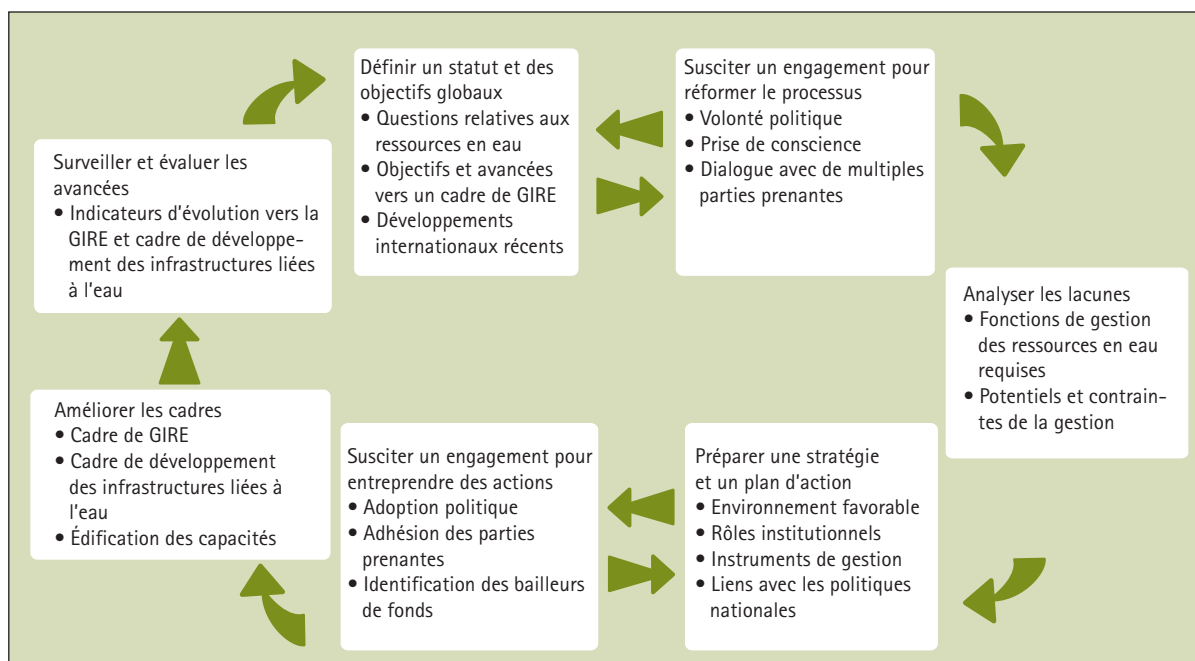 Définir un statut et des
objectifs globaux
• Questions relatives aux
ressources en eau
• Objectifs et avancées
vers un cadre de GIRE
• Développements
internationaux récents
Susciter un engagement pour
réformer le processus
• Volonté politique
• Prise de conscience
• Dialogue avec de multiples
parties prenantes
Analyser les lacunes
• Fonctions de gestion
des ressources en eau
requises
• Potentiels et contrain-
tes de la gestion
Préparer une stratégie
et un plan d'action
• Environnement favorable
• Rôles institutionnels
• Instruments de gestion
• Liens avec les politiques
nationales
Susciter un engagement pour
entreprendre des actions
• Adoption politique
• Adhésion des parties
prenantes
• Identification des bailleurs
de fonds
Améliorer les cadres
• Cadre de GIRE
• Cadre de développement
des infrastructures liées à
l'eau
• Édification des capacités
Surveiller et évaluer les
avancées
• Indicateurs d'évolution vers la
GIRE et cadre de développe-
ment des infrastructures liées
à l'eau